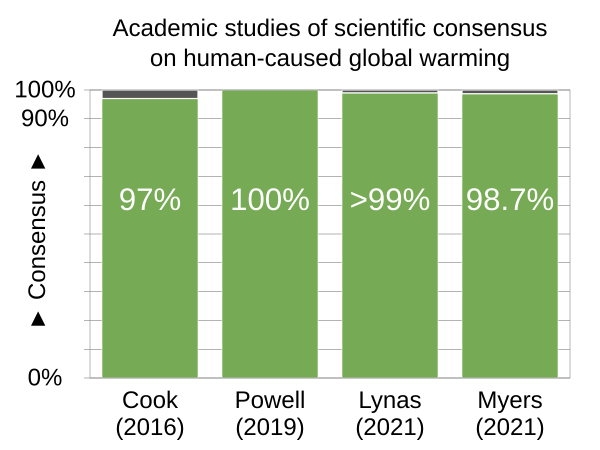 Academic studies of scientific consensus
on human-caused global warming
100%
90%
0%
◄ Consensus ►
97%
100%
>99%
98.7%
Cook
(2016)
Powell
(2019)
Lynas
(2021)
Myers
(2021)